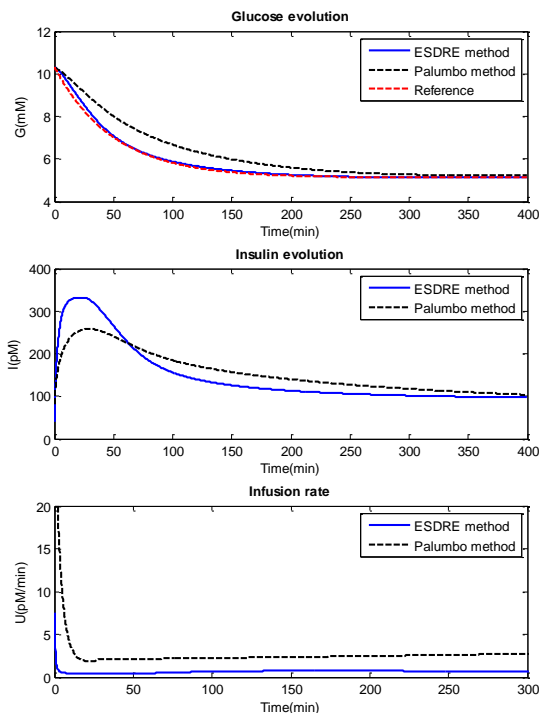 Glucose evolution
12
10
8
6
4
G(mM)
ESDRE method
Palumbo method
Reference
0 50 100 150 200 250 300 350 400
Time(min)
Insulin evolution
400
300
200
100
0
I(pM)
ESDRE method
Palumbo method
0 50 100 150 200 250 300 350 400
Time(min)
Infusion rate
20
15
10
5
0
U(pM/min)
ESDRE method
Palumbo method
0 50 100 150 200 250 300
Time(min)